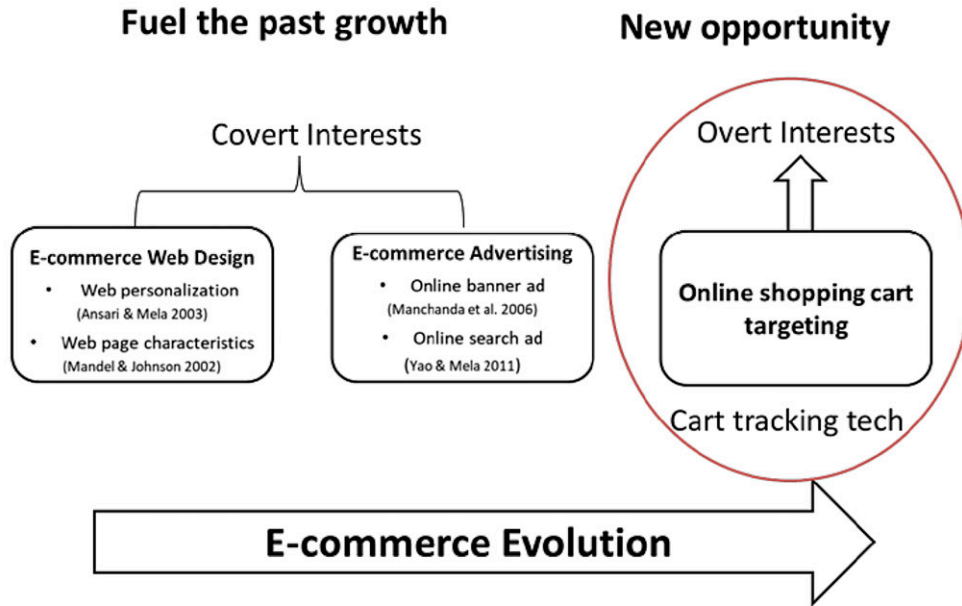 Fuel the past growth
New opportunity
Covert Interests
Overt Interests
E-commerce Web Design
• Web personalization
(Ansari & Mela 2003)
• Web page characteristics
(Mandel & Johnson 2002)
E-commerce Advertising
• Online banner ad
(Manchanda et al. 2006)
• Online search ad
(Yao & Mela 2011)
Online shopping cart
targeting
Cart tracking tech
E-commerce Evolution